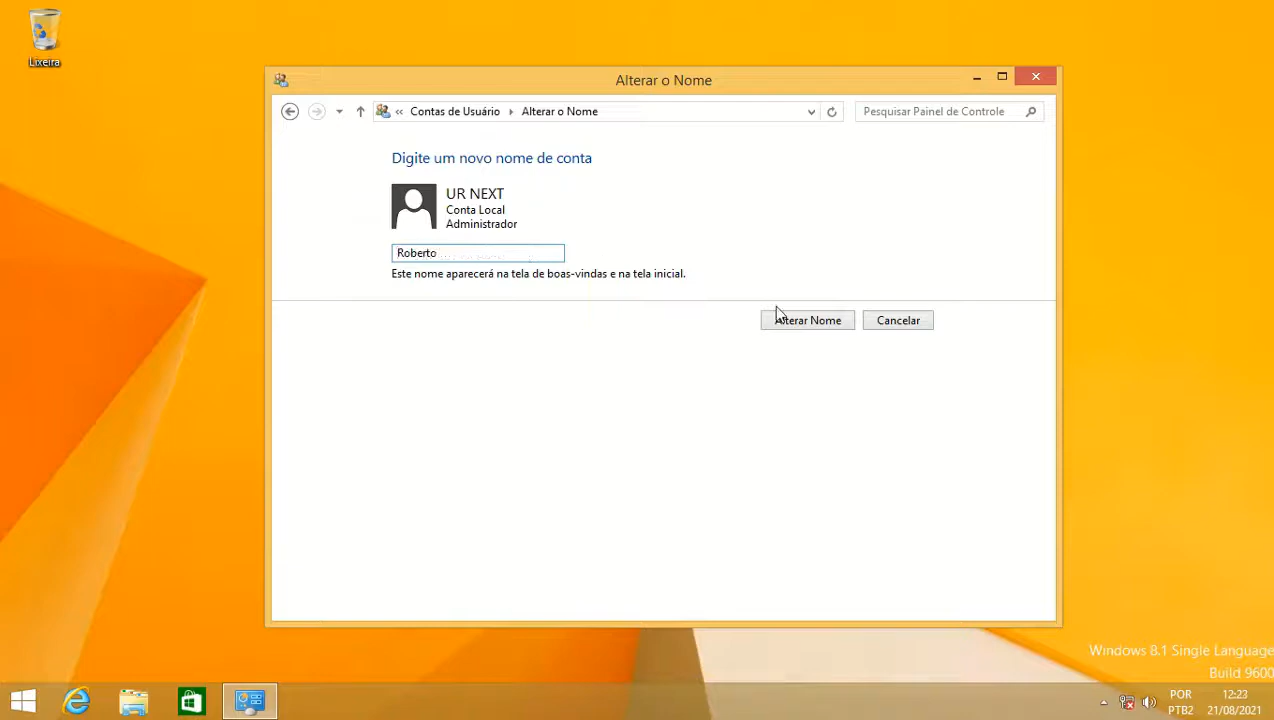 Lixeira
Alterar o Nome
« Contas de Usuário Alterar o Nome
Pesquisar Painel de Controle
Digite um novo nome de conta
UR NEXT
Conta Local
Administrador
Roberto
Este nome aparecerá na tela de boas-vindas e na tela inicial.
Alterar Nome Cancelar
Windows 8.1 Single Language
Build 9600
POR 12:23
PTB2 21/08/2021